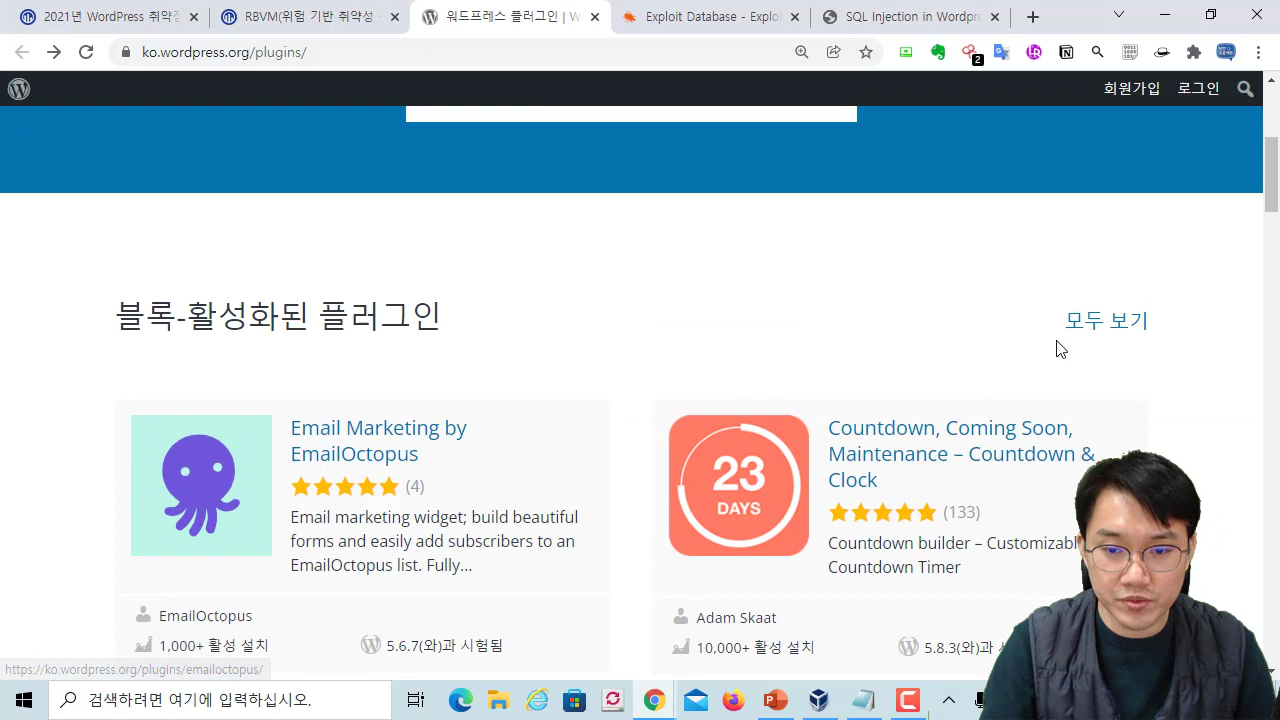 2021년 WordPress 취약점
RBVM(위험 기반 취약성
워드프레스 플러그인 | W
Exploit Database - Exploi
SQL Injection in Wordpre
ko.wordpress.org/plugins/
2
회원가입 로그인
블록-활성화된 플러그인
모두 보기
Email Marketing by
EmailOctopus
(4)
Email marketing widget; build beautiful
forms and easily add subscribers to an
EmailOctopus list. Fully...
EmailOctopus
1,000+ 활성 설치
5.6.7(와)과 시험됨
23
DAYS
Countdown, Coming Soon,
Maintenance – Countdown &
Clock
(133)
Countdown builder – Customizabl
Countdown Timer
Adam Skaat
10,000+ 활성 설치
5.8.3(와)과
https://ko.wordpress.org/plugins/emailoctopus/
검색하려면 여기에 입력하십시오.